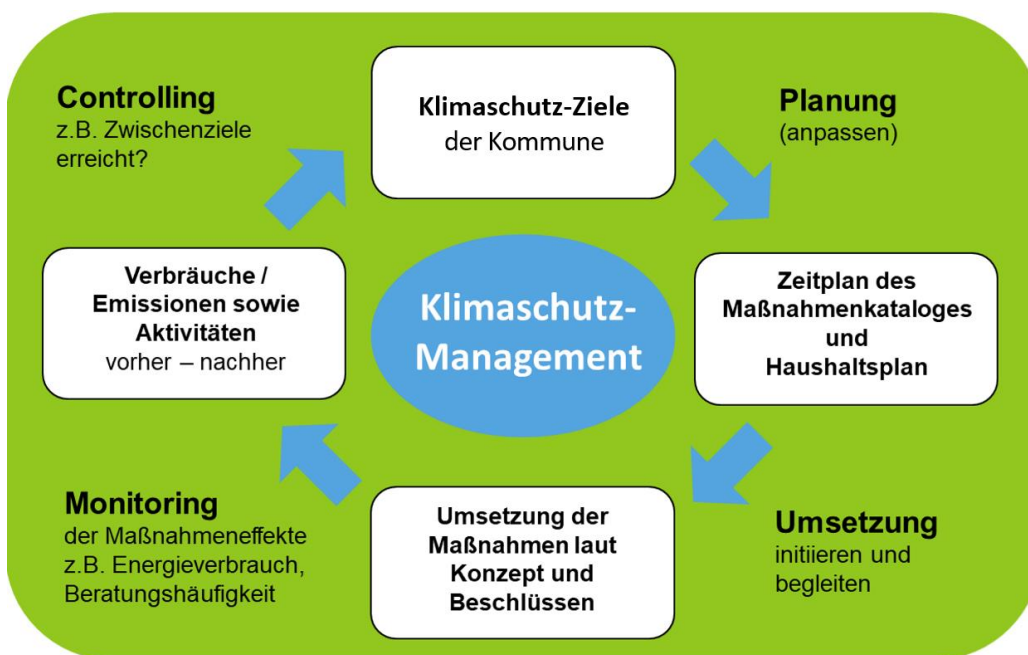 Controlling
z.B. Zwischenziele
erreicht?
Klimaschutz-Ziele
der Kommune
Planung
(anpassen)
Verbräuche /
Emissionen sowie
Aktivitäten
vorher – nachher
Klimaschutz-
Management
Zeitplan des
Maßnahmenkataloges
und
Haushaltsplan
Monitoring
der Maßnahmeneffekte
z.B. Energieverbrauch,
Beratungshäufigkeit
Umsetzung der
Maßnahmen laut
Konzept und
Beschlüssen
Umsetzung
initiieren und
begleiten